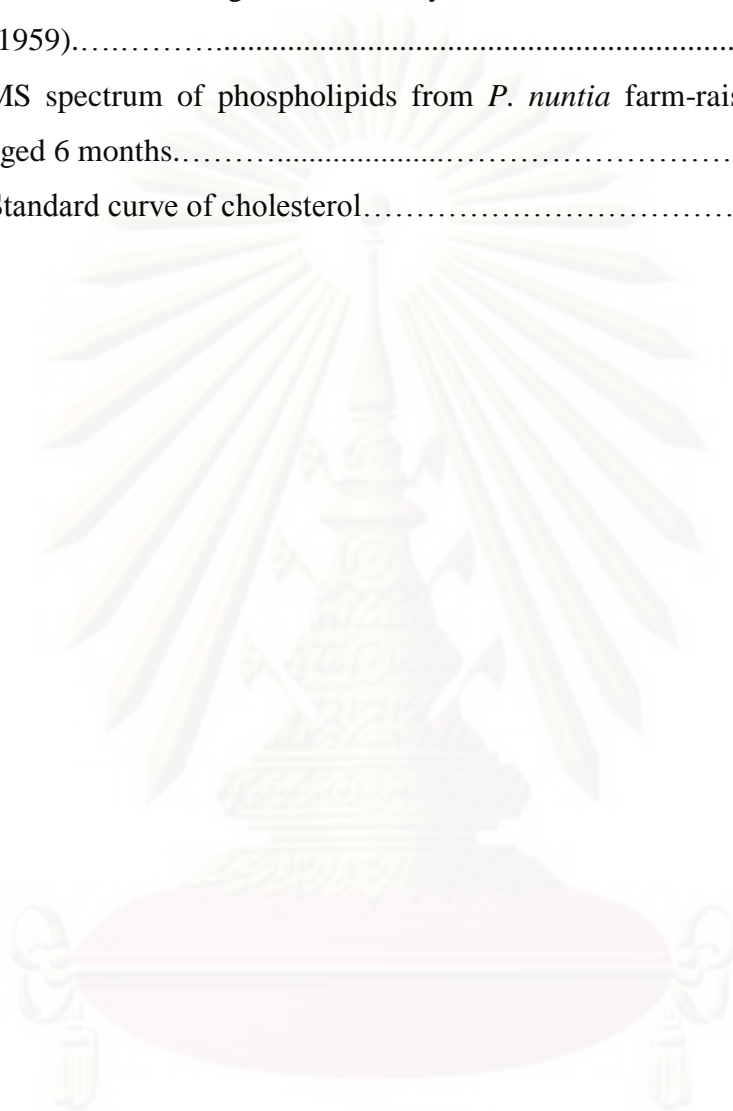 1959)……………...............................................................
MS spectrum of phospholipids from P. nuntia farm-rais
ged 6 months.………......................……………………………
Standard curve of cholesterol……………………………………